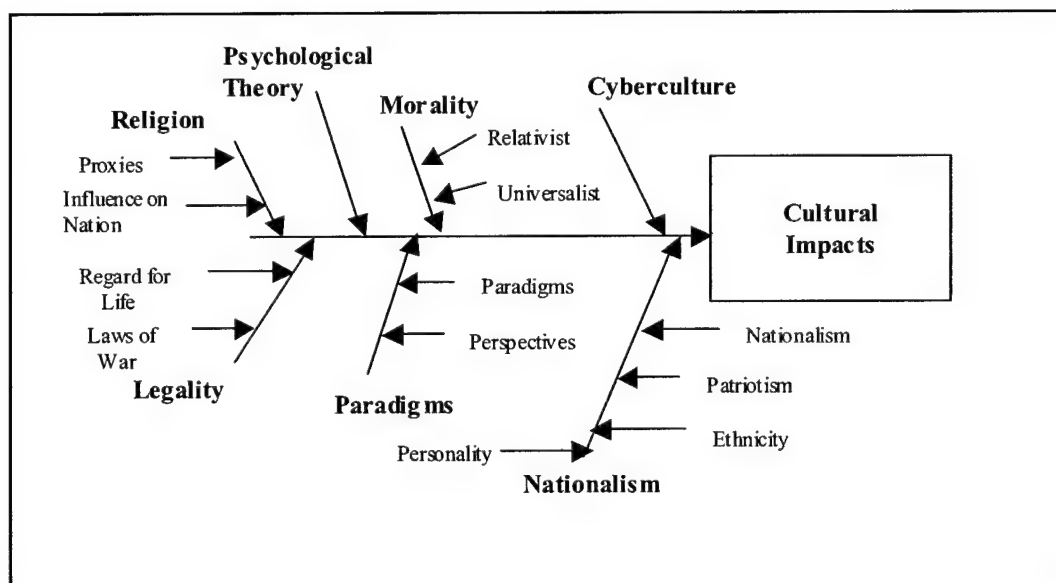 Psychological
Theory
Morality
Cyberculture
Religion
Relativist
Proxies
Universalist
Influence on
Nation
Cultural
Impacts
Regard for
Life
Paradigms
Laws of
War
Perspectives
Nationalism
Legality
Paradigms
Patriotism
Ethnicity
Personality
Nationalism